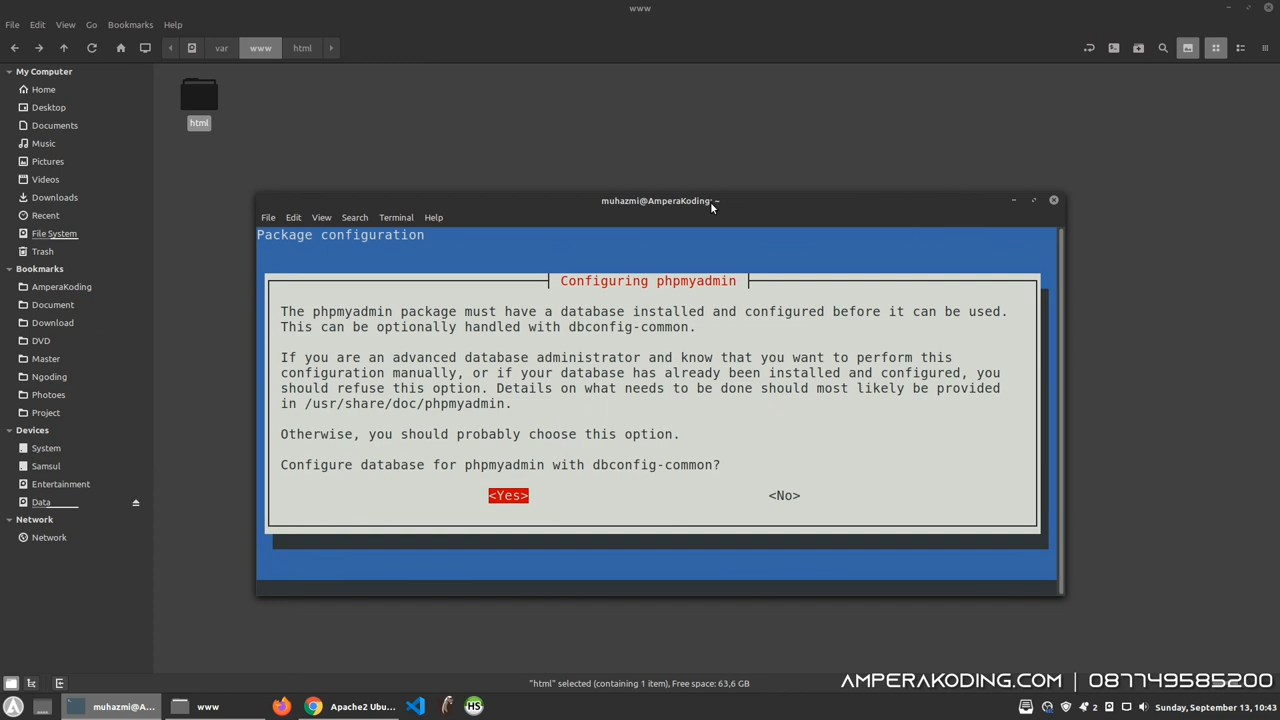 www
File Edit View Go Bookmarks Help
var www html
My Computer
Home
Desktop
Documents
Music
Pictures
Videos
Downloads
Recent
File System
Trash
Bookmarks
AmperaKoding
Document
Download
DVD
Master
Ngoding
Photoes
Project
Devices
System
Samsul
Entertainment
Data
Network
Network
html
muhazmi@AmperaKoding: ~
File Edit View Search Terminal Help
Package configuration
Configuring phpmyadmin
The phpmyadmin package must have a database installed and configured before it can be used.
This can be optionally handled with dbconfig-common.
If you are an advanced database administrator and know that you want to perform this
configuration manually, or if your database has already been installed and configured, you
should refuse this option. Details on what needs to be done should most likely be provided
in /usr/share/doc/phpmyadmin.
Otherwise, you should probably choose this option.
Configure database for phpmyadmin with dbconfig-common?
<Yes> <No>
"html" selected (containing 1 item), Free space: 63,6 GB
AMPERAKODING.COM | 087749585200
muhazmi@A... www Apache2 Ubu... HS 2 Sunday, September 13, 10:43